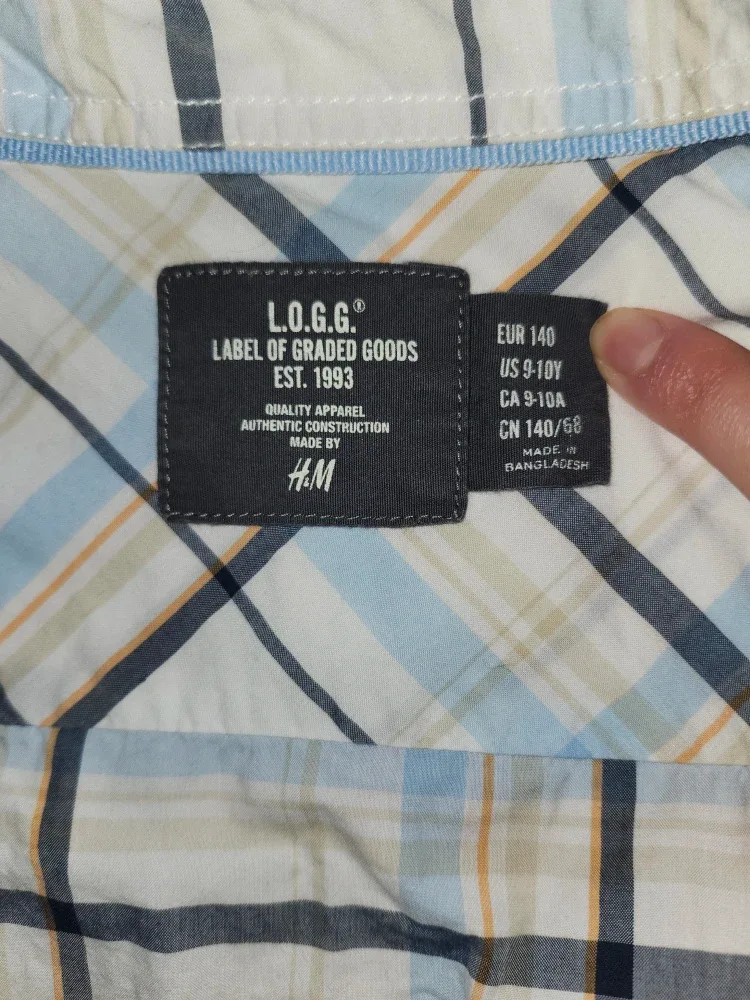 L.O.G.G.®
LABEL OF GRADED GOODS
EST. 1993
QUALITY APPAREL
AUTHENTIC CONSTRUCTION
MADE BY
H&M
EUR 140
US 9-10Y
CA 9-10A
CN 140/68
MADE IN
BANGLADESH